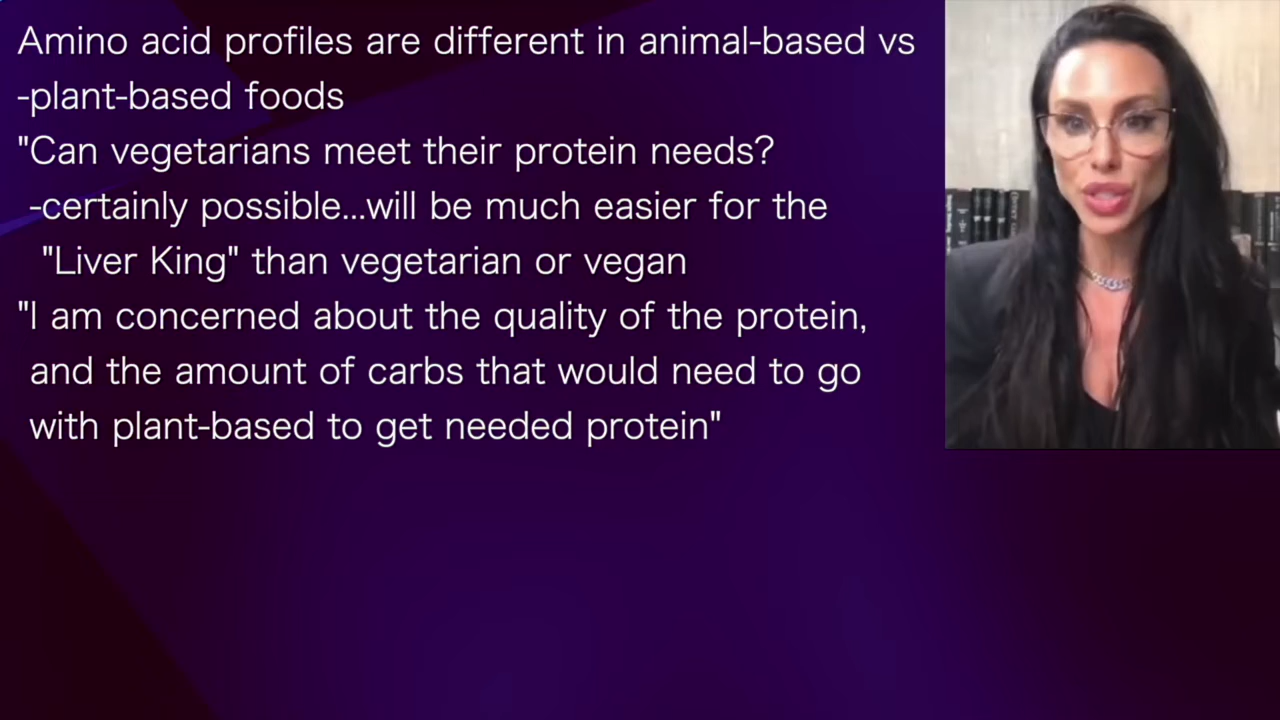 Amino acid profiles are different in animal-based vs
-plant-based foods
"Can vegetarians meet their protein needs?
-certainly possible...will be much easier for the
"Liver King" than vegetarian or vegan
"I am concerned about the quality of the protein,
and the amount of carbs that would need to go
with plant-based to get needed protein"